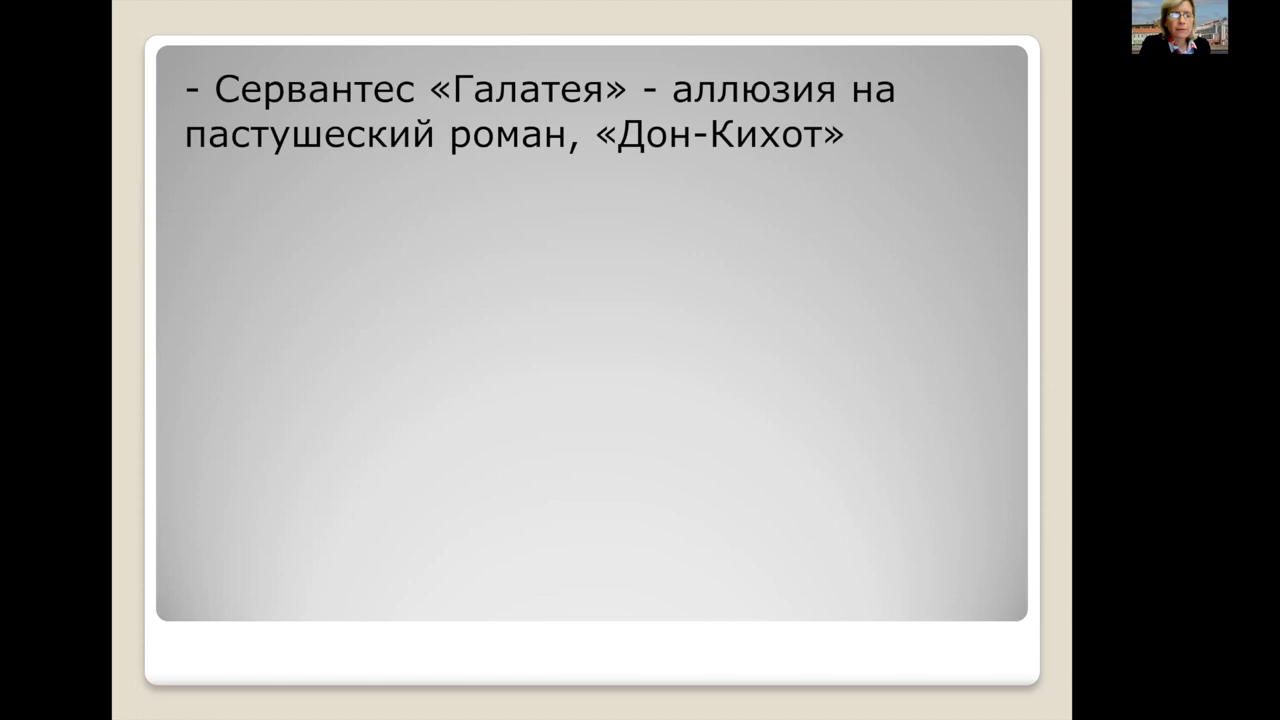 - Сервантес «Галатея» - аллюзия на
пастушеский роман, «Дон-Кихот»